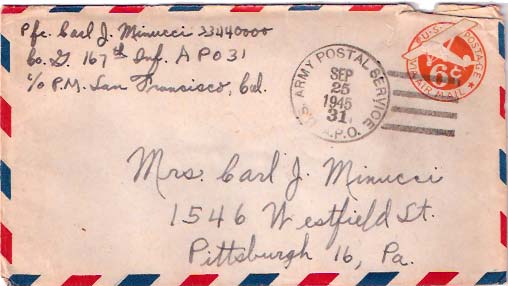 Pfc. Carl J. Minucci 33440000
Co. G. 167th Inf. APO 31
c/o P.M. San Francisco, Cal.
ARMY POSTAL SERVICE
SEP
25
1945
31
A.P.O.
U.S. POSTAGE
VIA AIR MAIL
6c
Mrs. Carl J. Minucci
1546 Westfield St.
Pittsburgh 16, Pa.